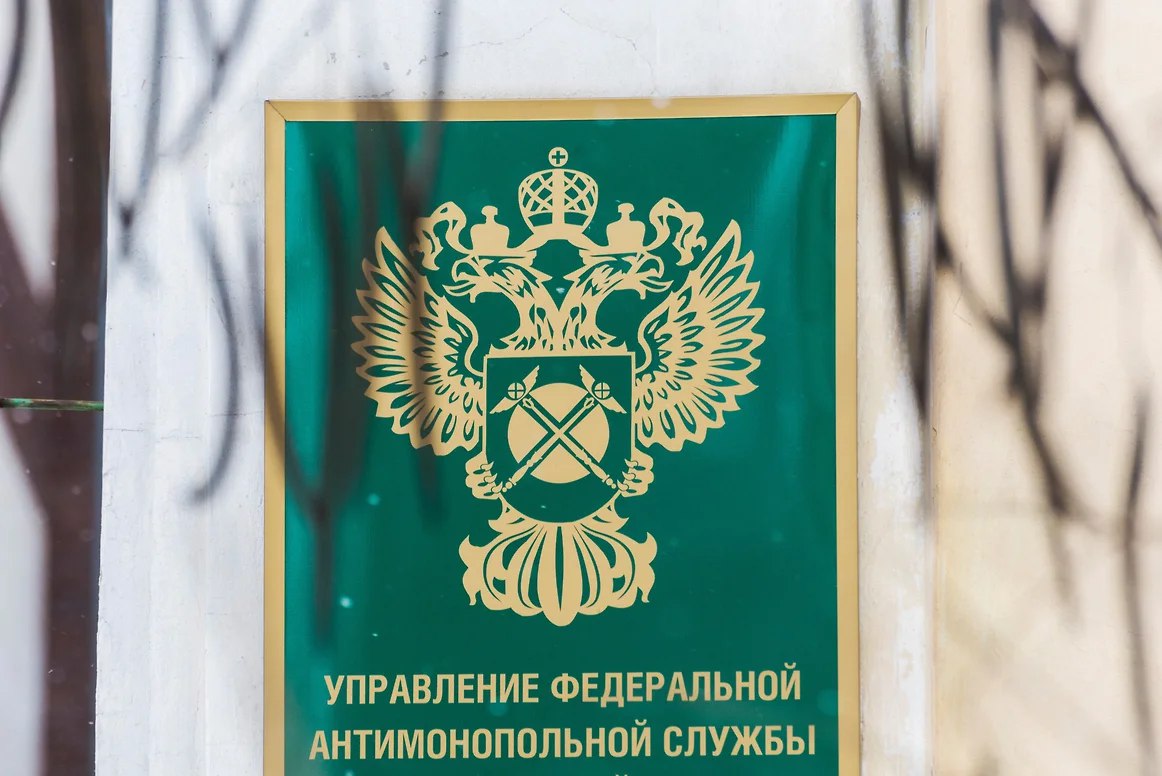 УПРАВЛЕНИЕ ФЕДЕРАЛЬНОЙ
АНТИМОНОПОЛЬНОЙ СЛУЖБЫ